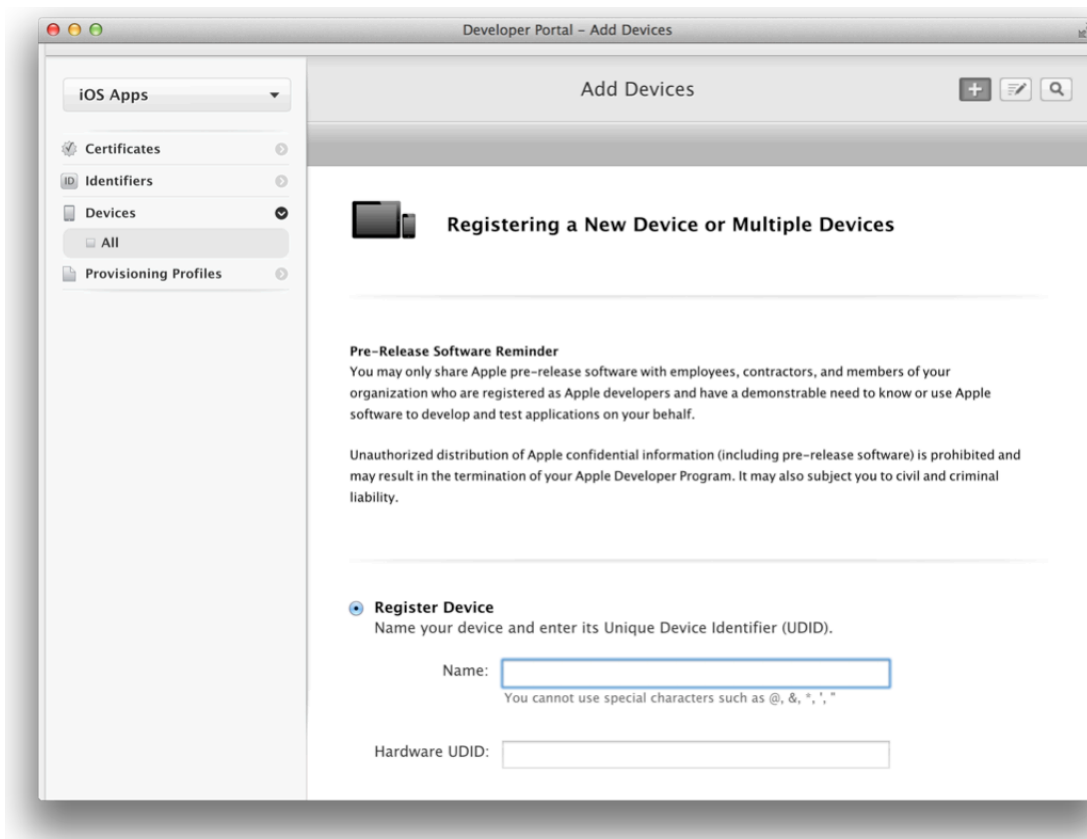 Developer Portal – Add Devices
iOS Apps
Add Devices
Certificates
ID Identifiers
Devices
All
Provisioning Profiles
Registering a New Device or Multiple Devices
Pre-Release Software Reminder
You may only share Apple pre-release software with employees, contractors, and members of your
organization who are registered as Apple developers and have a demonstrable need to know or use Apple
software to develop and test applications on your behalf.
Unauthorized distribution of Apple confidential information (including pre-release software) is prohibited and
may result in the termination of your Apple Developer Program. It may also subject you to civil and criminal
liability.
Register Device
Name your device and enter its Unique Device Identifier (UDID).
Name:
You cannot use special characters such as @, &, *, ', "
Hardware UDID: